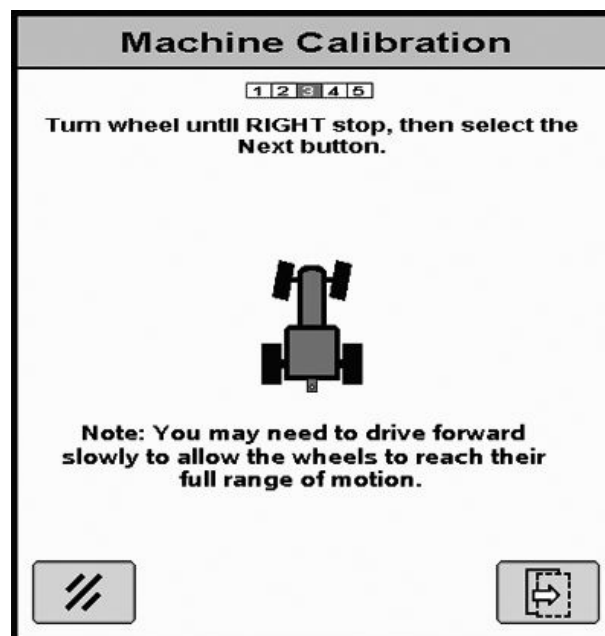 Machine Calibration
1 2 3 4 5
Turn wheel until RIGHT stop, then select the
Next button.
Note: You may need to drive forward
slowly to allow the wheels to reach their
full range of motion.